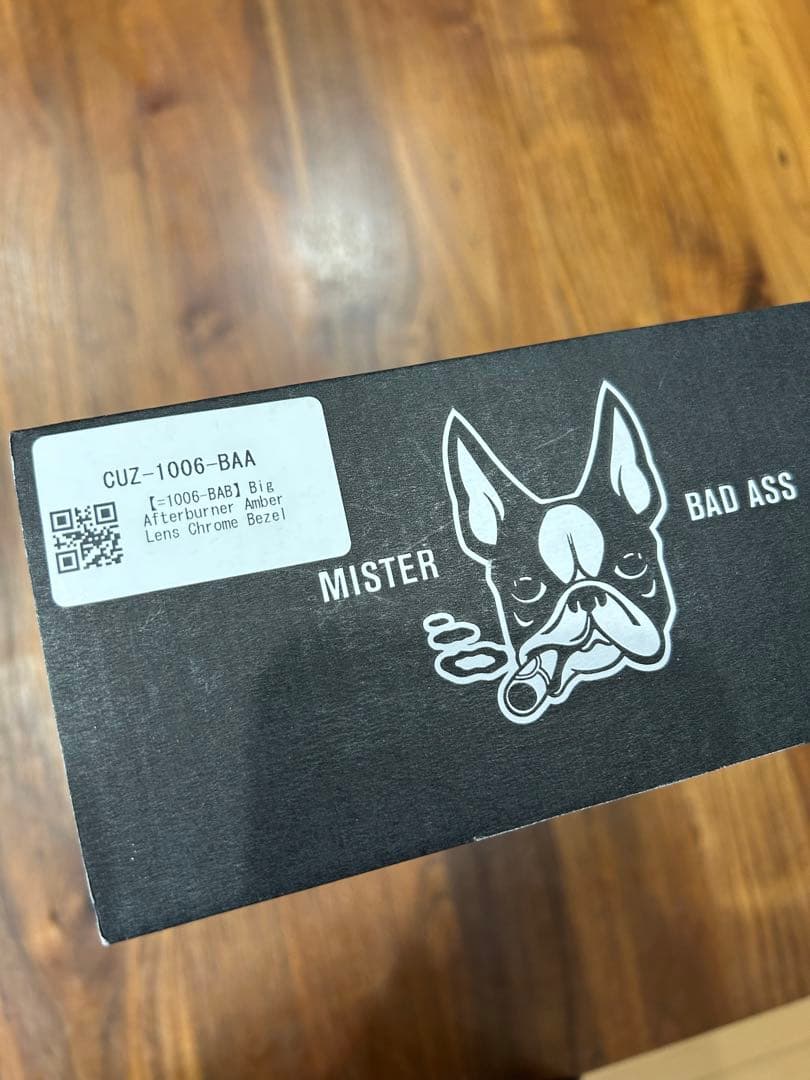 CUZ-1006-BAA
【=1006-BAB】Big
Afterburner Amber
Lens Chrome Bezel
MISTER
BAD ASS